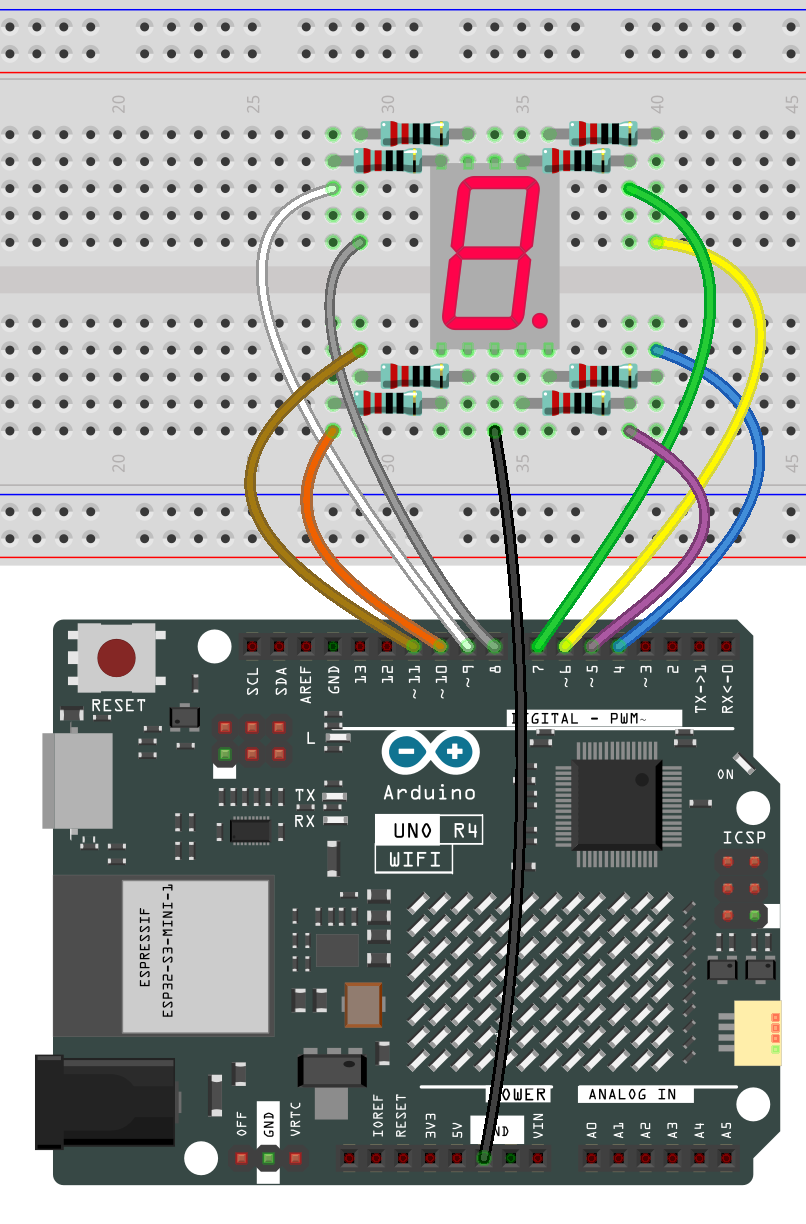 20
25
30
35
40
45
20
25
30
35
40
45
RESET
SCL
SDA
AREF
GND
13
12
~11
~10
~9
8
7
~6
~5
4
~3
2
TX->1
RX<-0
DIGITAL - PWM~
L
TX
RX
Arduino
UNO R4
WIFI
ON
ICSP
ESPRESSIF
ESP32-S3-MINI-1
POWER
ANALOG IN
OFF
GND
VRTC
IOREF
RESET
3V3
5V
GND
VIN
A0
A1
A2
A3
A4
A5